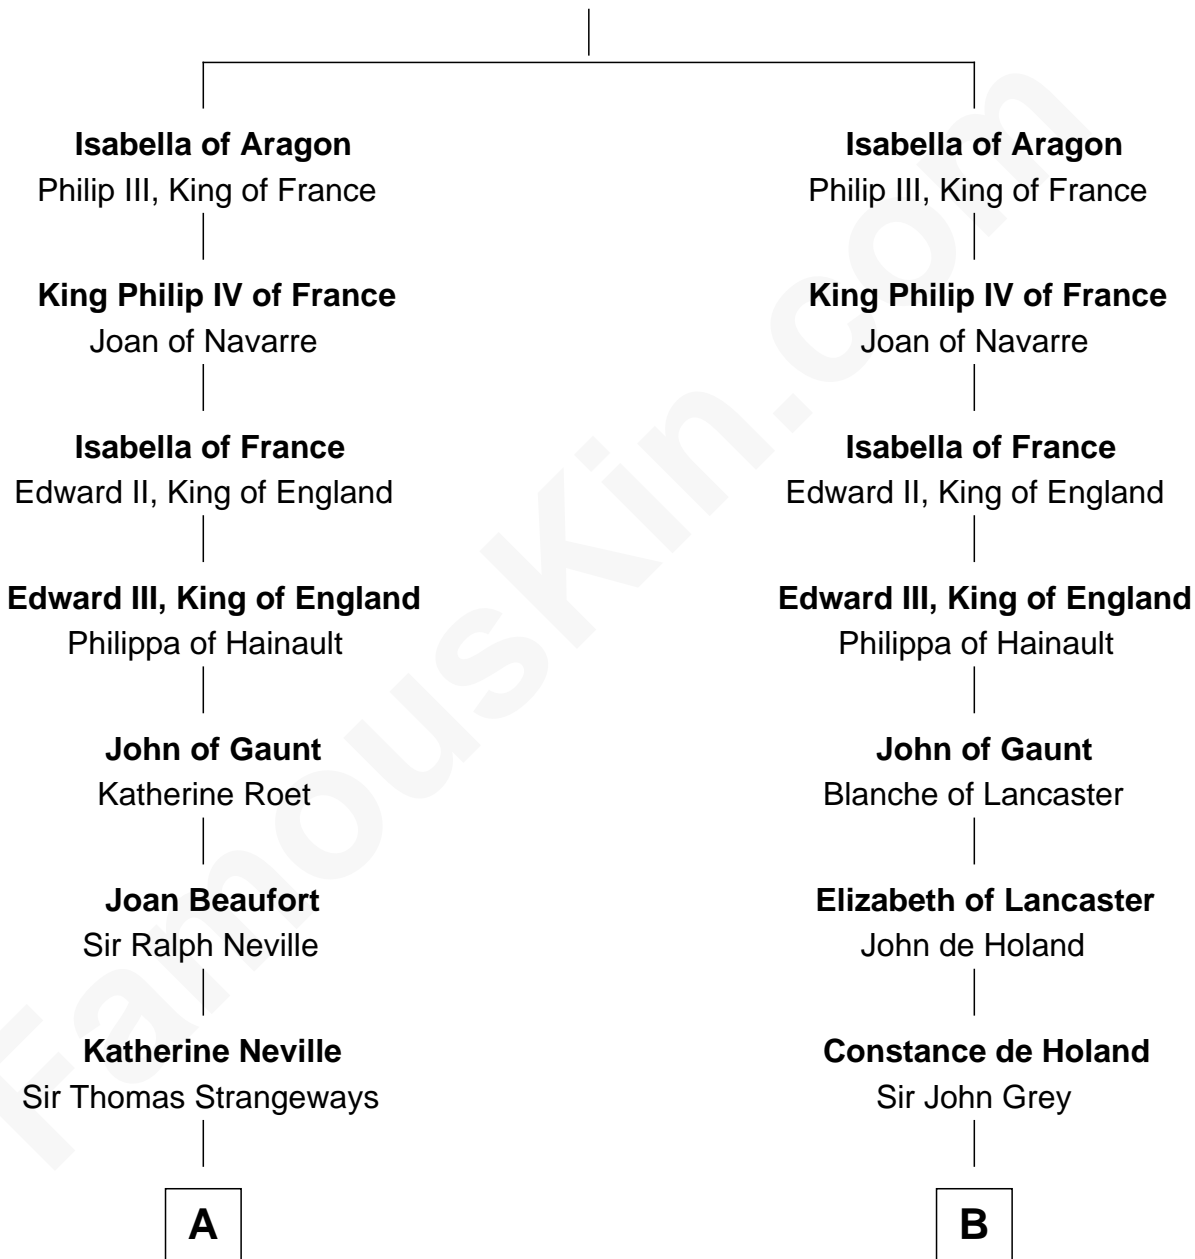 Isabella of Aragon
Philip III, King of France
King Philip IV of France
Joan of Navarre
Isabella of France
Edward II, King of England
Edward III, King of England
Philippa of Hainault
John of Gaunt
Katherine Roet
Joan Beaufort
Sir Ralph Neville
Katherine Neville
Sir Thomas Strangeways
A
Isabella of Aragon
Philip III, King of France
King Philip IV of France
Joan of Navarre
Isabella of France
Edward II, King of England
Edward III, King of England
Philippa of Hainault
John of Gaunt
Blanche of Lancaster
Elizabeth of Lancaster
John de Holand
Constance de Holand
Sir John Grey
B
FamousKin.com